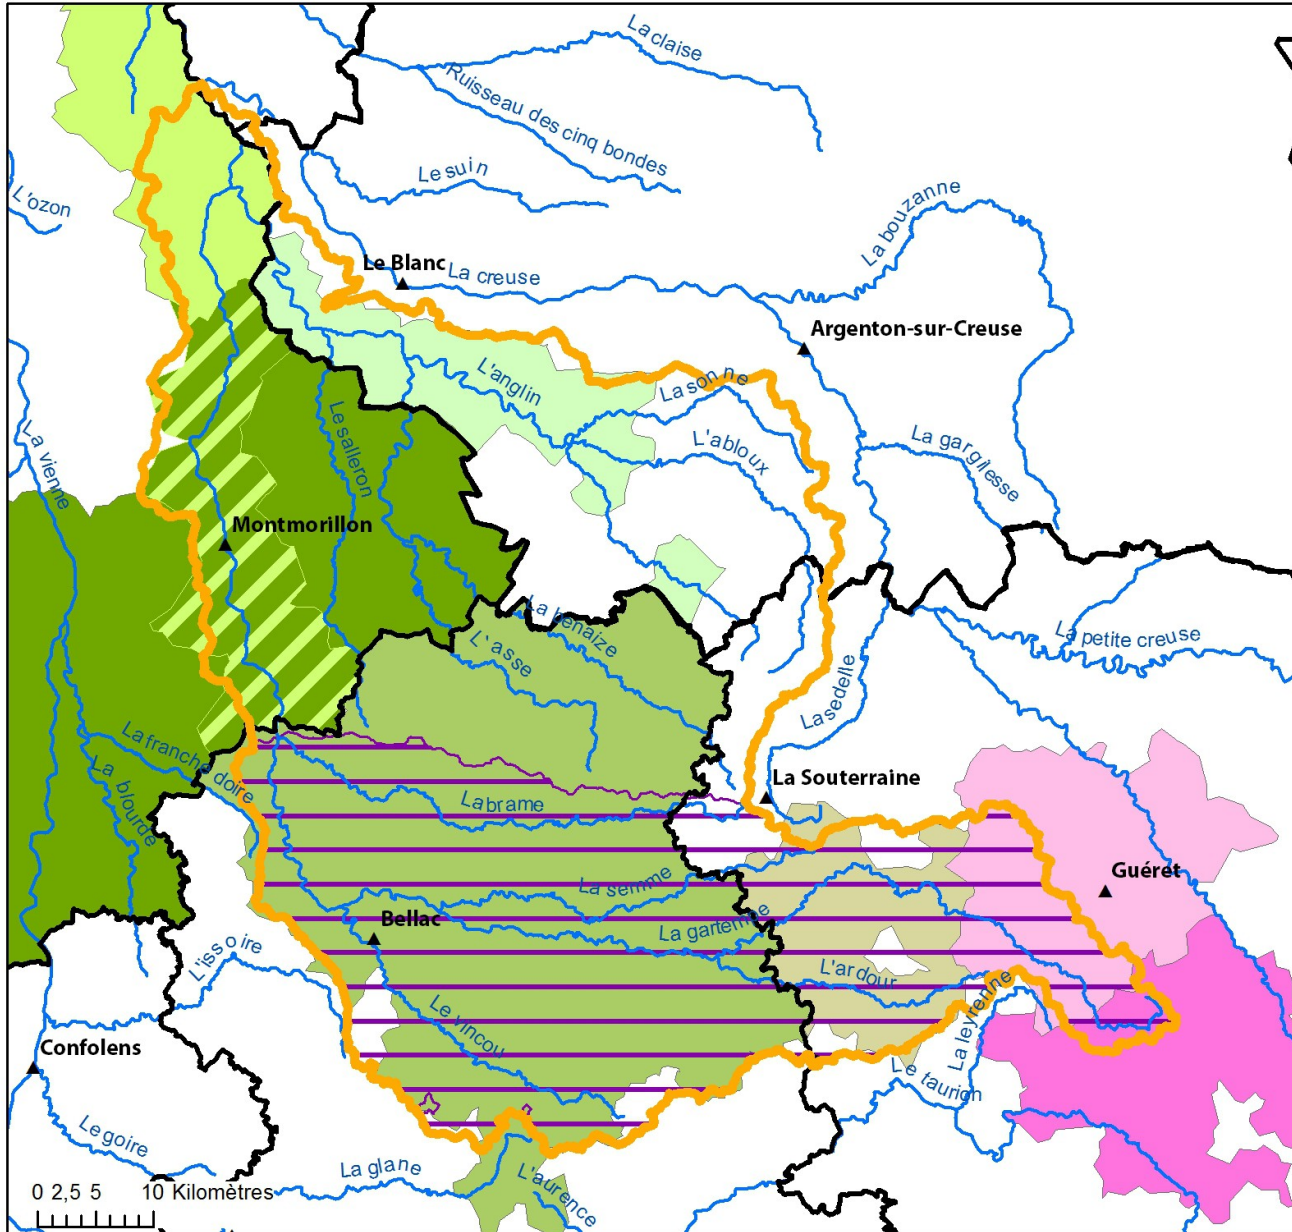 La claise
Ruisseau des cinq bondes
Le suin
L'ozon
La bouzanne
Le Blanc
La creuse
Argenton-sur-Creuse
L'anglin
La sonne
La vienne
Le salleron
L'abloux
La gargilesse
Montmorillon
La benaize
L`asse
La petite creuse
La sedelle
La franche doire
La blourde
La Souterraine
La brame
Guéret
La semme
Bellac
La gartempe
L'issoire
L'ardour
La leyrenne
Le vincou
Confolens
Le taurion
Le goire
La glane
L'aurence
0 2,5 5 10 Kilomètres